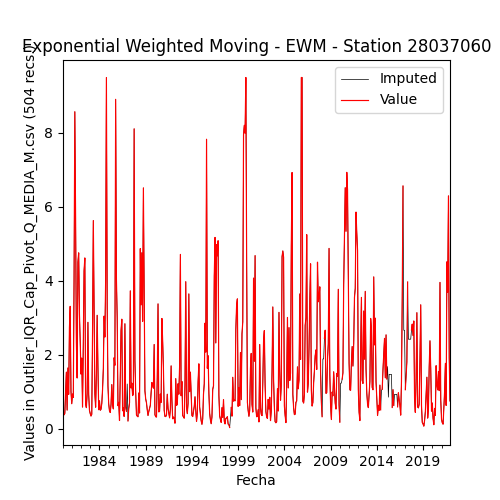 Exponential Weighted Moving - EWM - Station 28037060
Imputed
Value
Values in Outlier_IQR_Cap_Pivot_Q_MEDIA_M.csv (504 recs.)
8
6
4
2
0
1984 1989 1994 1999 2004 2009 2014 2019
Fecha